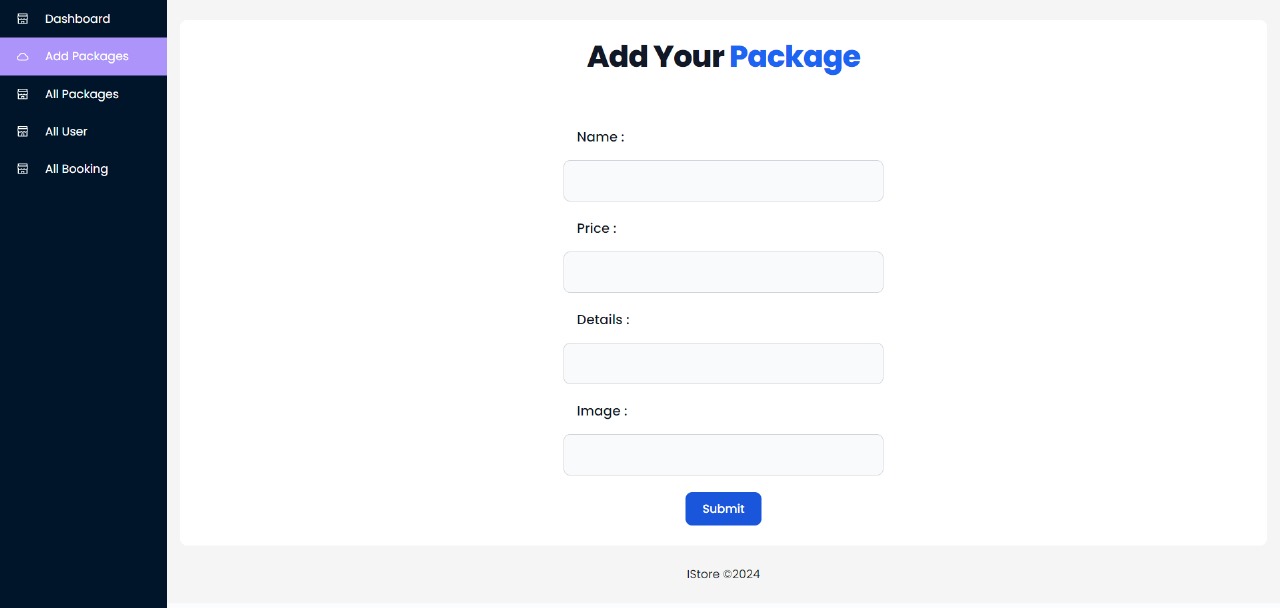 Dashboard
Add Packages
All Packages
All User
All Booking
Add Your Package
Name :
Price :
Details :
Image :
Submit
IStore ©2024